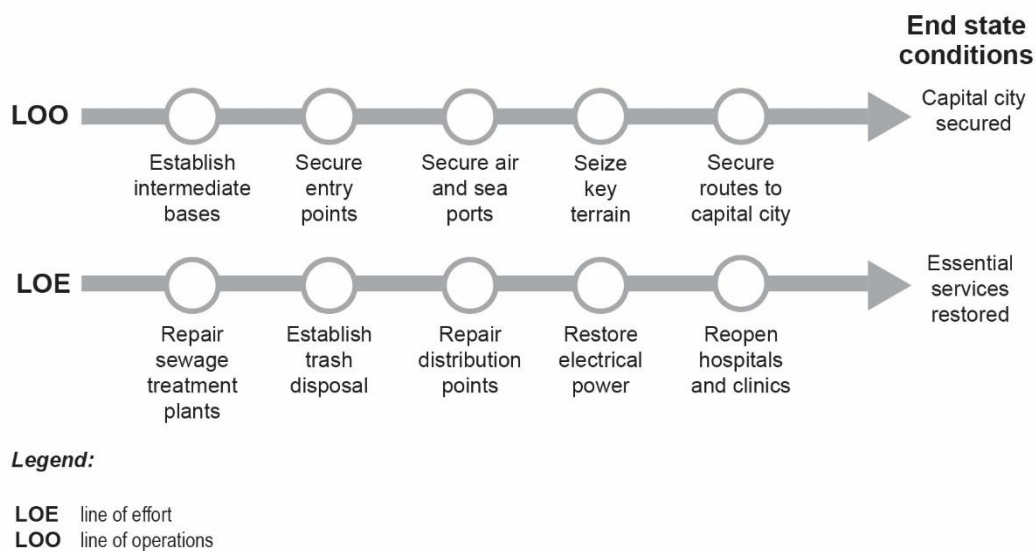 End state
conditions
LOO
Capital city
secured
Establish
intermediate
bases
Secure
entry
points
Secure air
and sea
ports
Seize
key
terrain
Secure
routes to
capital city
LOE
Essential
services
restored
Repair
sewage
treatment
plants
Establish
trash
disposal
Repair
distribution
points
Restore
electrical
power
Reopen
hospitals
and clinics
Legend:
LOE line of effort
LOO line of operations